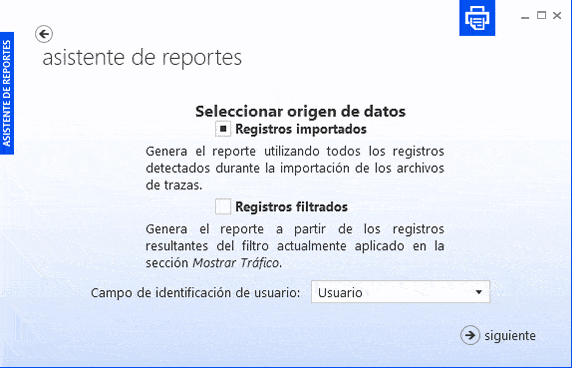 asistente de reportes
ASISTENTE DE REPORTES
Seleccionar origen de datos
Registros importados
Genera el reporte utilizando todos los registros
detectados durante la importación de los archivos
de trazas.
Registros filtrados
Genera el reporte a partir de los registros
resultantes del filtro actualmente aplicado en la
sección Mostrar Tráfico.
Campo de identificación de usuario: Usuario
siguiente